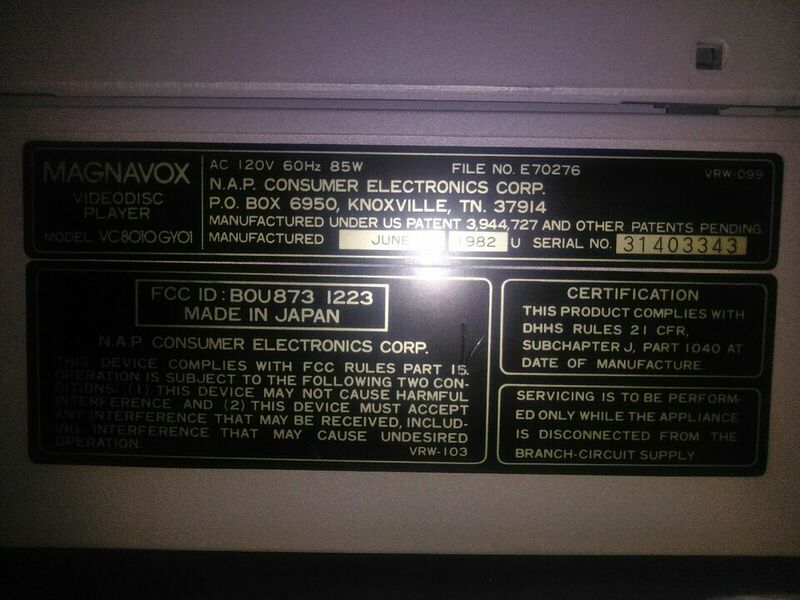 MAGNAVOX
VIDEODISC
PLAYER
MODEL VC8010GY01
AC 120V 60Hz 85W FILE NO. E70276 VRW-099
N.A.P. CONSUMER ELECTRONICS CORP.
P.O. BOX 6950, KNOXVILLE, TN. 37914
MANUFACTURED UNDER US PATENT 3,944,727 AND OTHER PATENTS PENDING
MANUFACTURED JUNE 1982 U SERIAL NO. 31403343
FCC ID: BOU873 1223
MADE IN JAPAN
N.A.P. CONSUMER ELECTRONICS CORP.
THIS DEVICE COMPLIES WITH FCC RULES PART 15.
OPERATION IS SUBJECT TO THE FOLLOWING TWO CON-
DITIONS: (1) THIS DEVICE MAY NOT CAUSE HARMFUL
INTERFERENCE AND (2) THIS DEVICE MUST ACCEPT
ANY INTERFERENCE THAT MAY BE RECEIVED, INCLUD-
ING INTERFERENCE THAT MAY CAUSE UNDESIRED
OPERATION.
VRW-103
CERTIFICATION
THIS PRODUCT COMPLIES WITH
DHHS RULES 21 CFR,
SUBCHAPTER J, PART 1040 AT
DATE OF MANUFACTURE.
SERVICING IS TO BE PERFORM-
ED ONLY WHILE THE APPLIANCE
IS DISCONNECTED FROM THE
BRANCH-CIRCUIT SUPPLY.